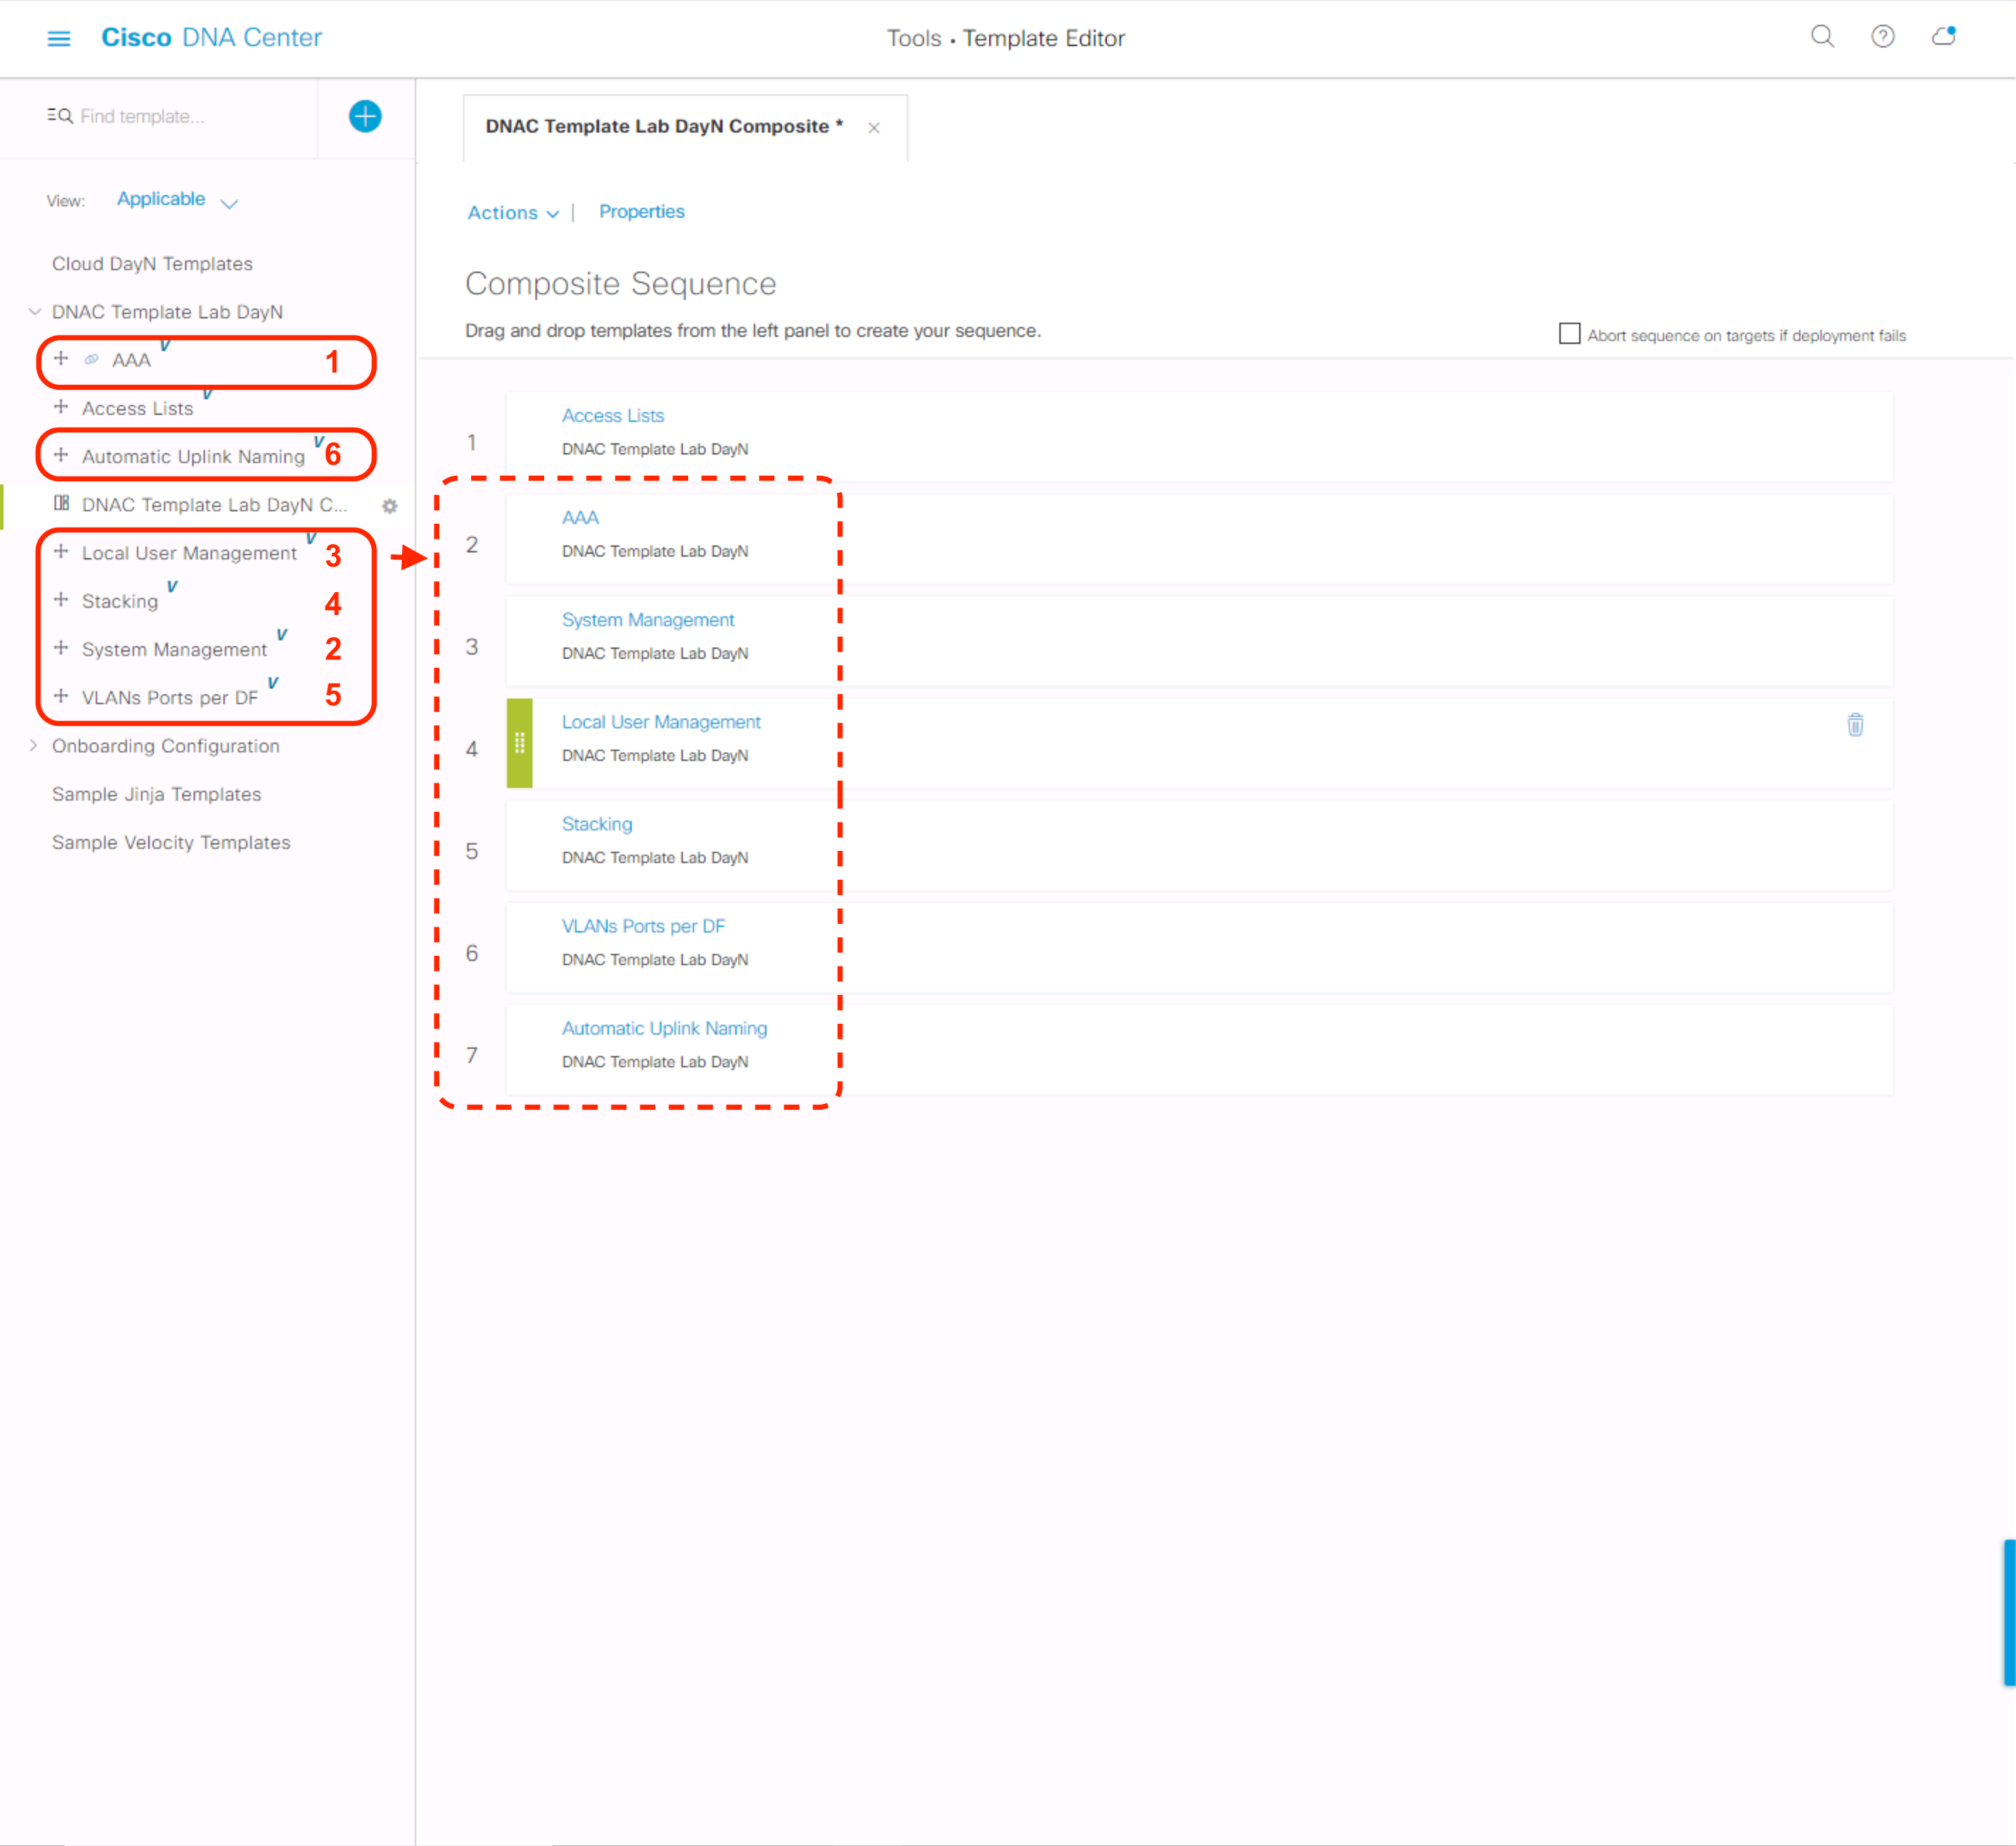 Cisco DNA Center
Tools • Template Editor
Find template...
View: Applicable
Cloud DayN Templates
DNAC Template Lab DayN
AAA V 1
Access Lists V
Automatic Uplink Naming V 6
DNAC Template Lab DayN C...
Local User Management V 3
Stacking V 4
System Management V 2
VLANs Ports per DF V 5
Onboarding Configuration
Sample Jinja Templates
Sample Velocity Templates
DNAC Template Lab DayN Composite *
Actions | Properties
Composite Sequence
Drag and drop templates from the left panel to create your sequence.
Abort sequence on targets if deployment fails
1
Access Lists
DNAC Template Lab DayN
2
AAA
DNAC Template Lab DayN
3
System Management
DNAC Template Lab DayN
4
Local User Management
DNAC Template Lab DayN
5
Stacking
DNAC Template Lab DayN
6
VLANs Ports per DF
DNAC Template Lab DayN
7
Automatic Uplink Naming
DNAC Template Lab DayN